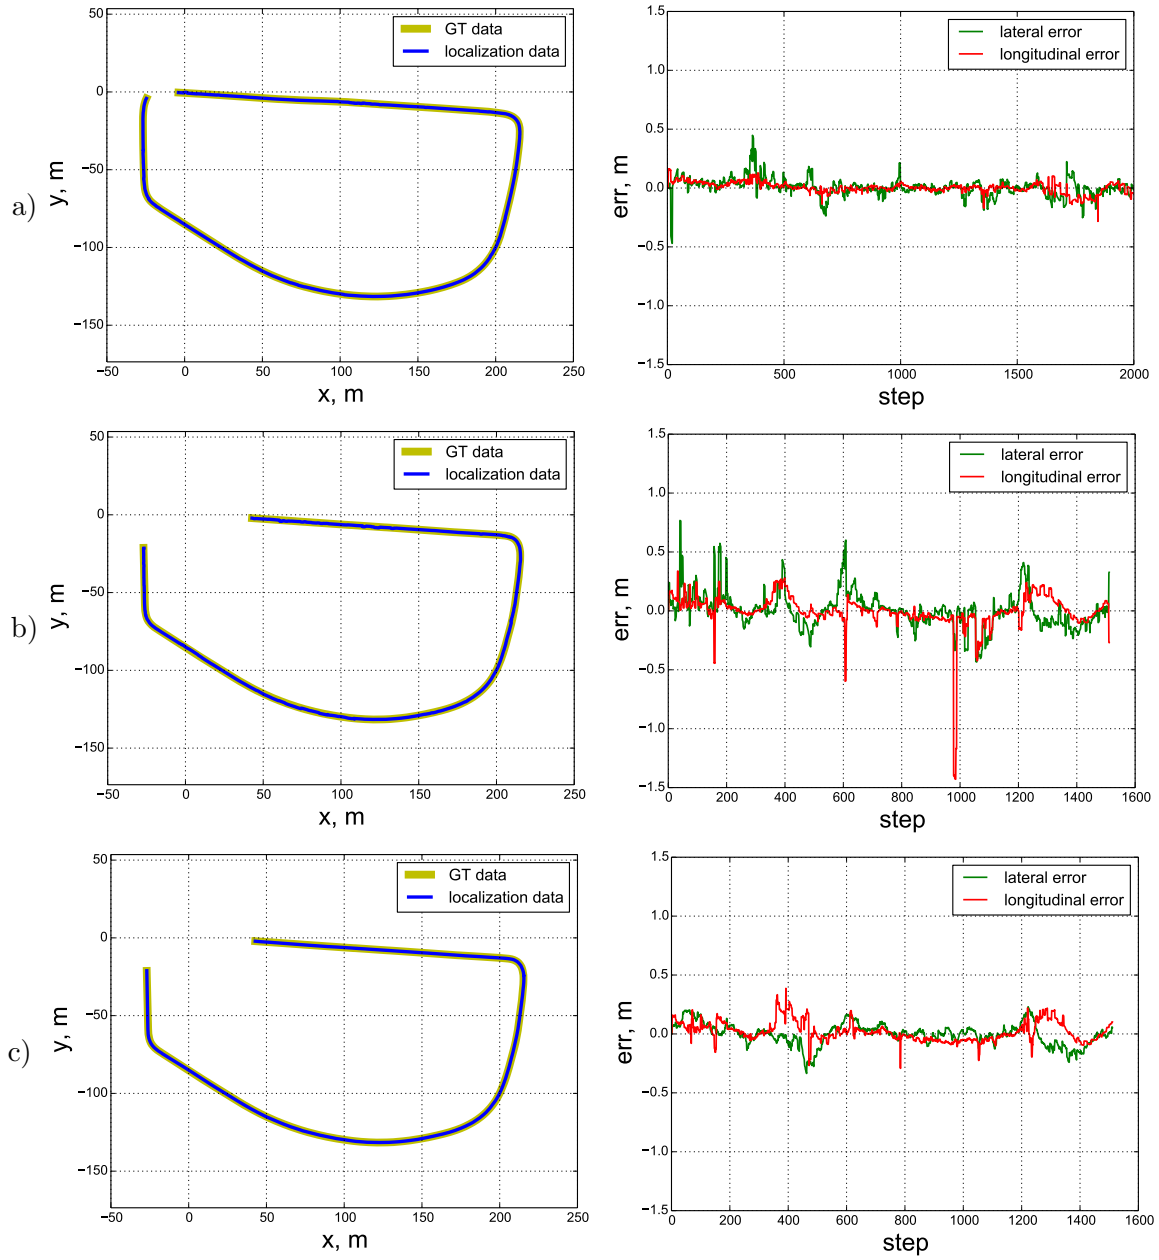 a)
GT data
localization data
50
0
−50
−100
−150
y, m
−50 0 50 100 150 200 250
x, m
lateral error
longitudinal error
1.5
1.0
0.5
0.0
−0.5
−1.0
−1.5
err, m
0 500 1000 1500 2000
step
b)
GT data
localization data
50
0
−50
−100
−150
y, m
−50 0 50 100 150 200 250
x, m
lateral error
longitudinal error
1.5
1.0
0.5
0.0
−0.5
−1.0
−1.5
err, m
0 200 400 600 800 1000 1200 1400 1600
step
c)
GT data
localization data
50
0
−50
−100
−150
y, m
−50 0 50 100 150 200 250
x, m
lateral error
longitudinal error
1.5
1.0
0.5
0.0
−0.5
−1.0
−1.5
err, m
0 200 400 600 800 1000 1200 1400 1600
step